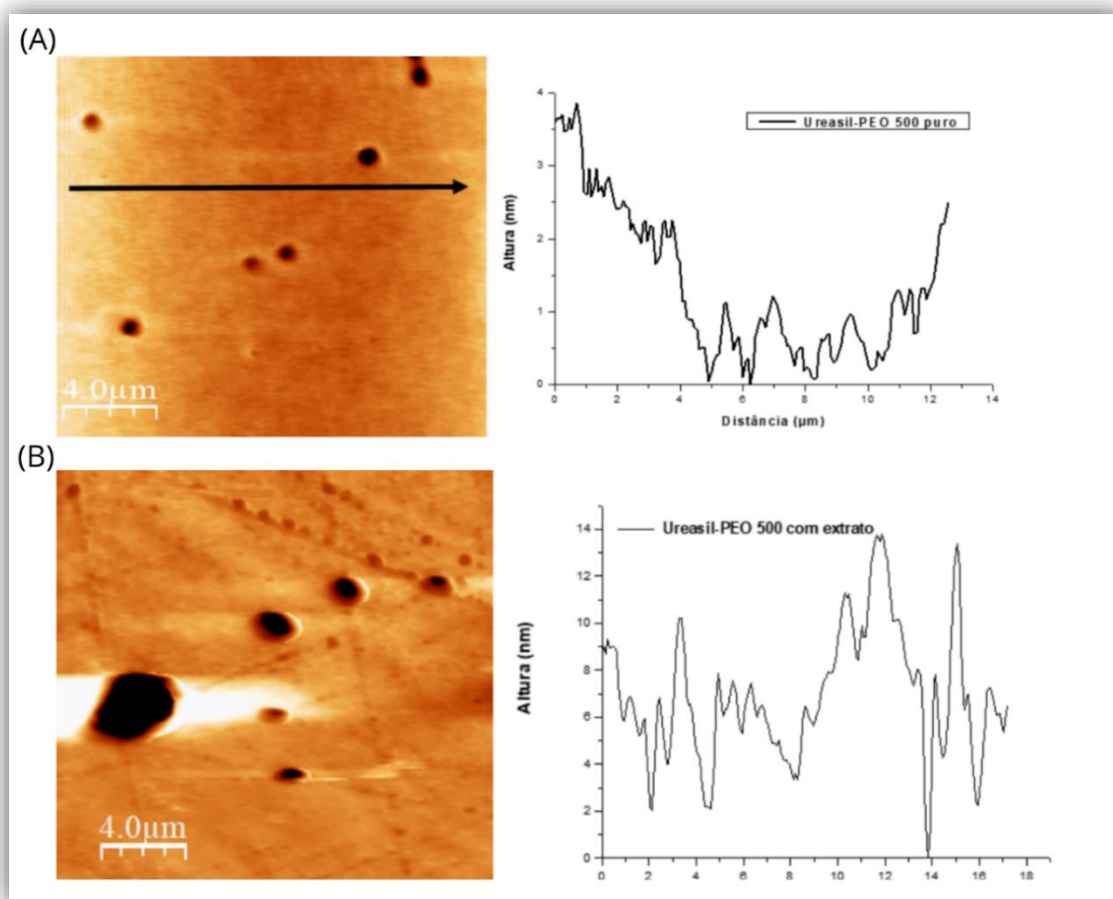 (A)
4.0µm
Altura (nm)
4
3
2
1
0
Ureasil-PEO 500 puro
0 2 4 6 8 10 12 14
Distância (µm)
(B)
4.0µm
Altura (nm)
14
12
10
8
6
4
2
0
Ureasil-PEO 500 com extrato
0 2 4 6 8 10 12 14 16 18